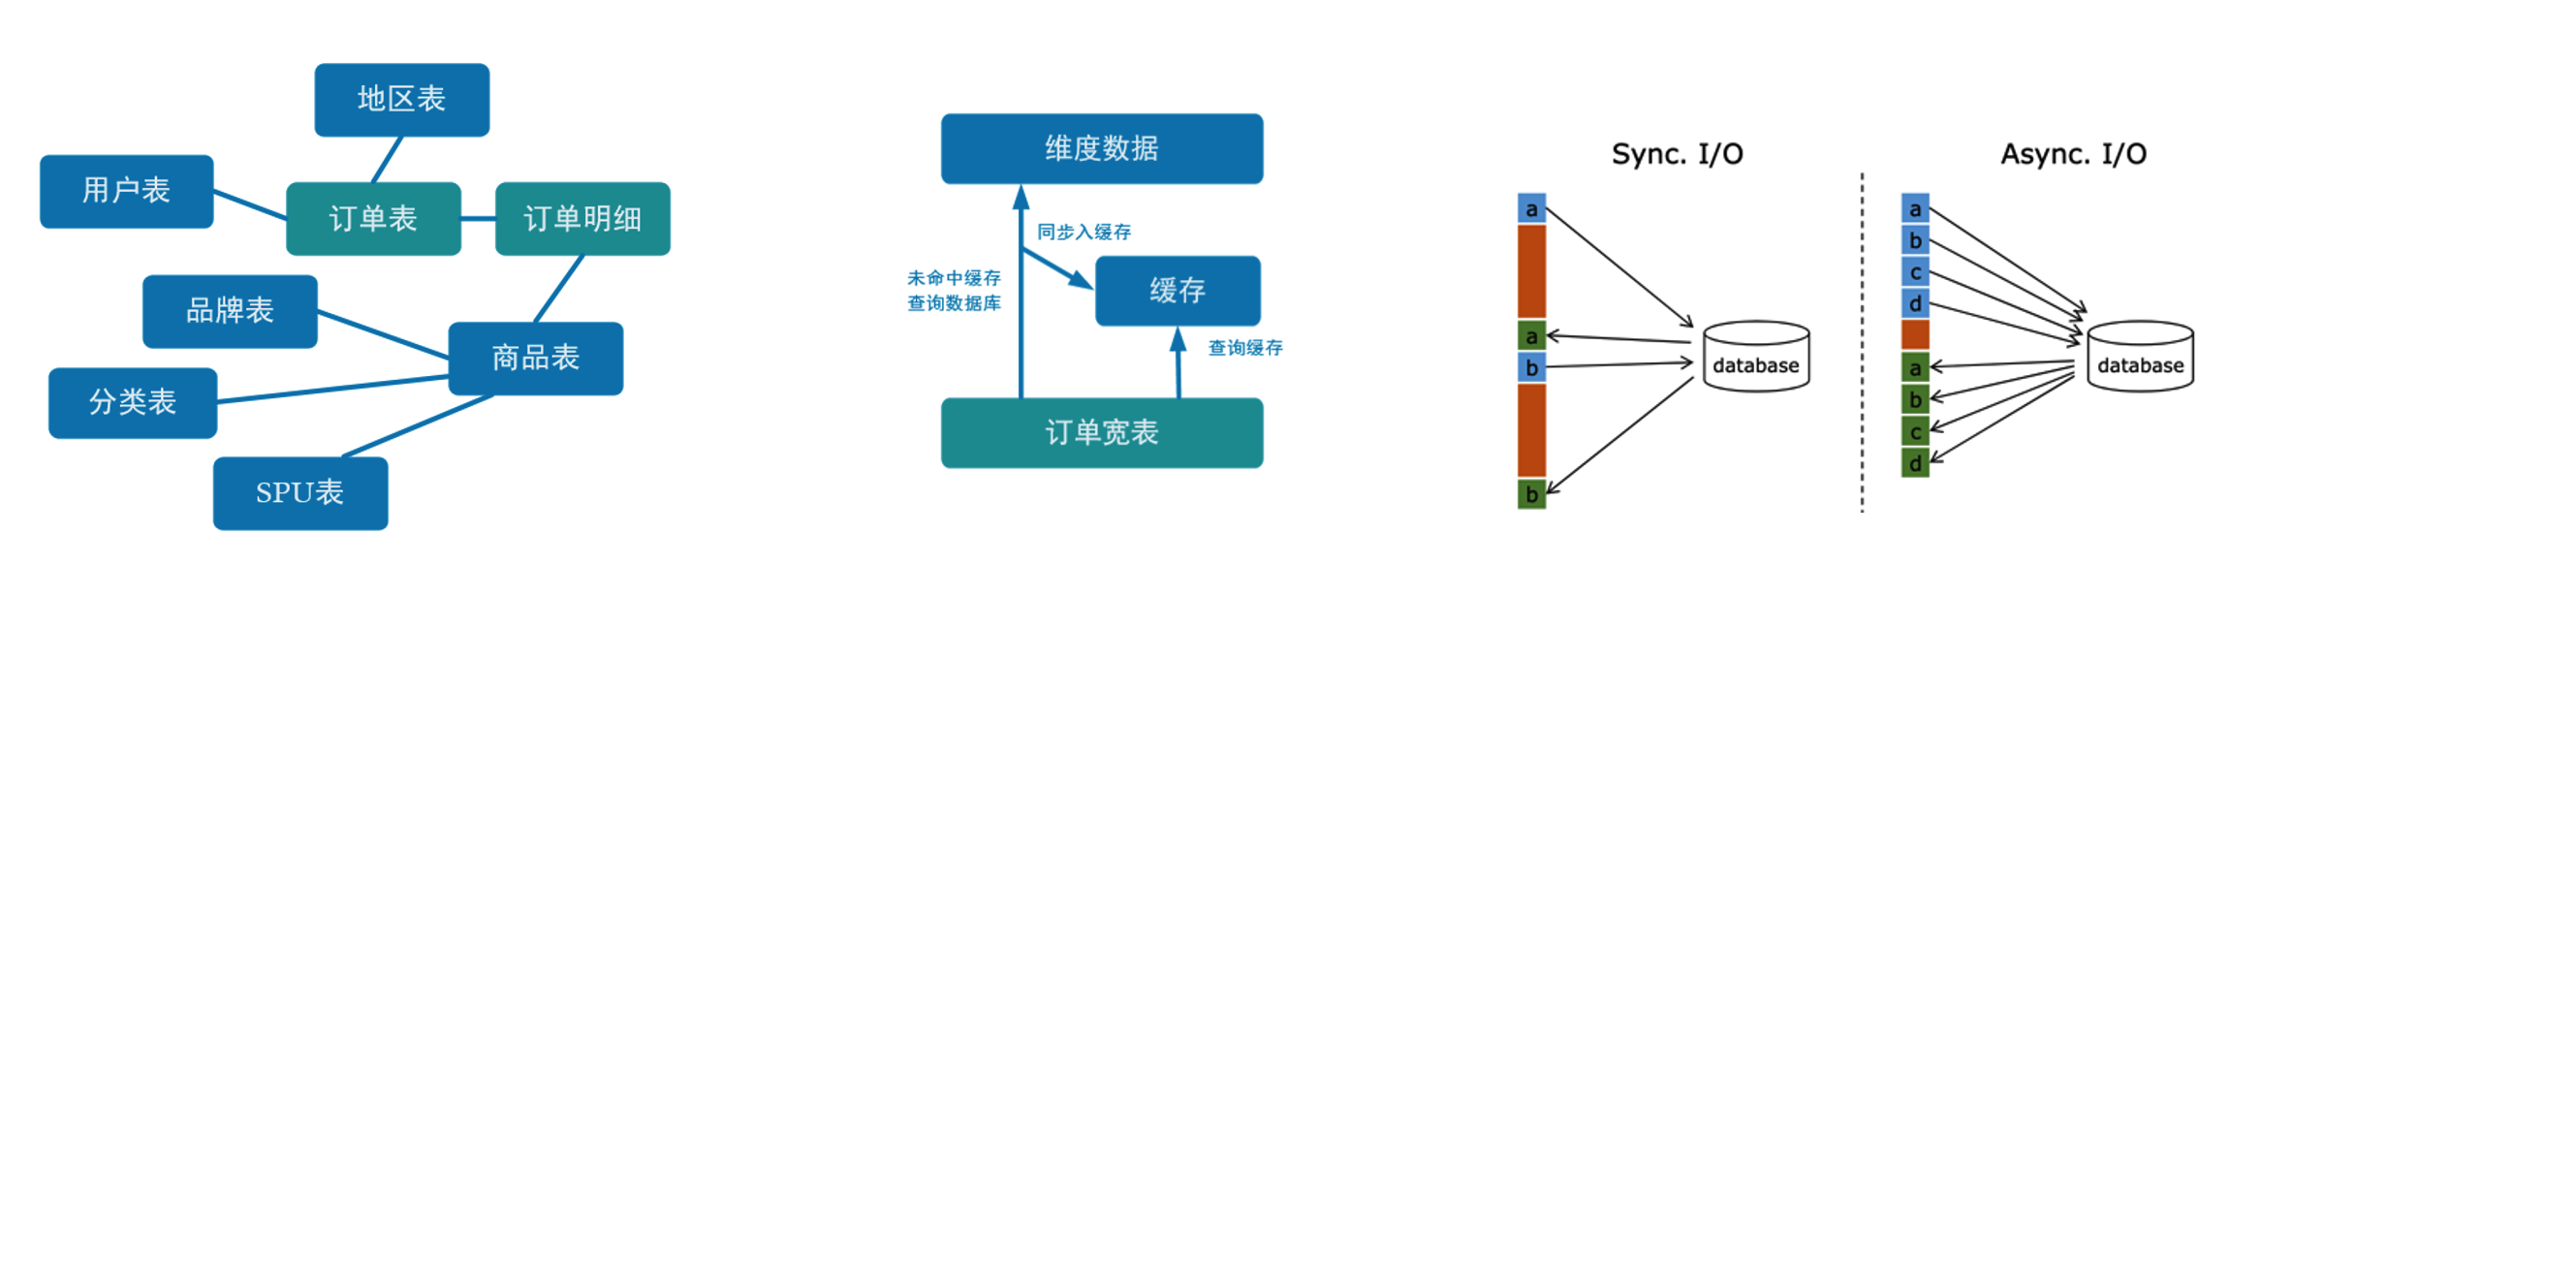 地区表
用户表
订单表
订单明细
品牌表
商品表
分类表
SPU表
维度数据
同步入缓存
未命中缓存
查询数据库
缓存
查询缓存
订单宽表
Sync. I/O
a
a
b
b
database
Async. I/O
a
b
c
d
a
b
c
d
database